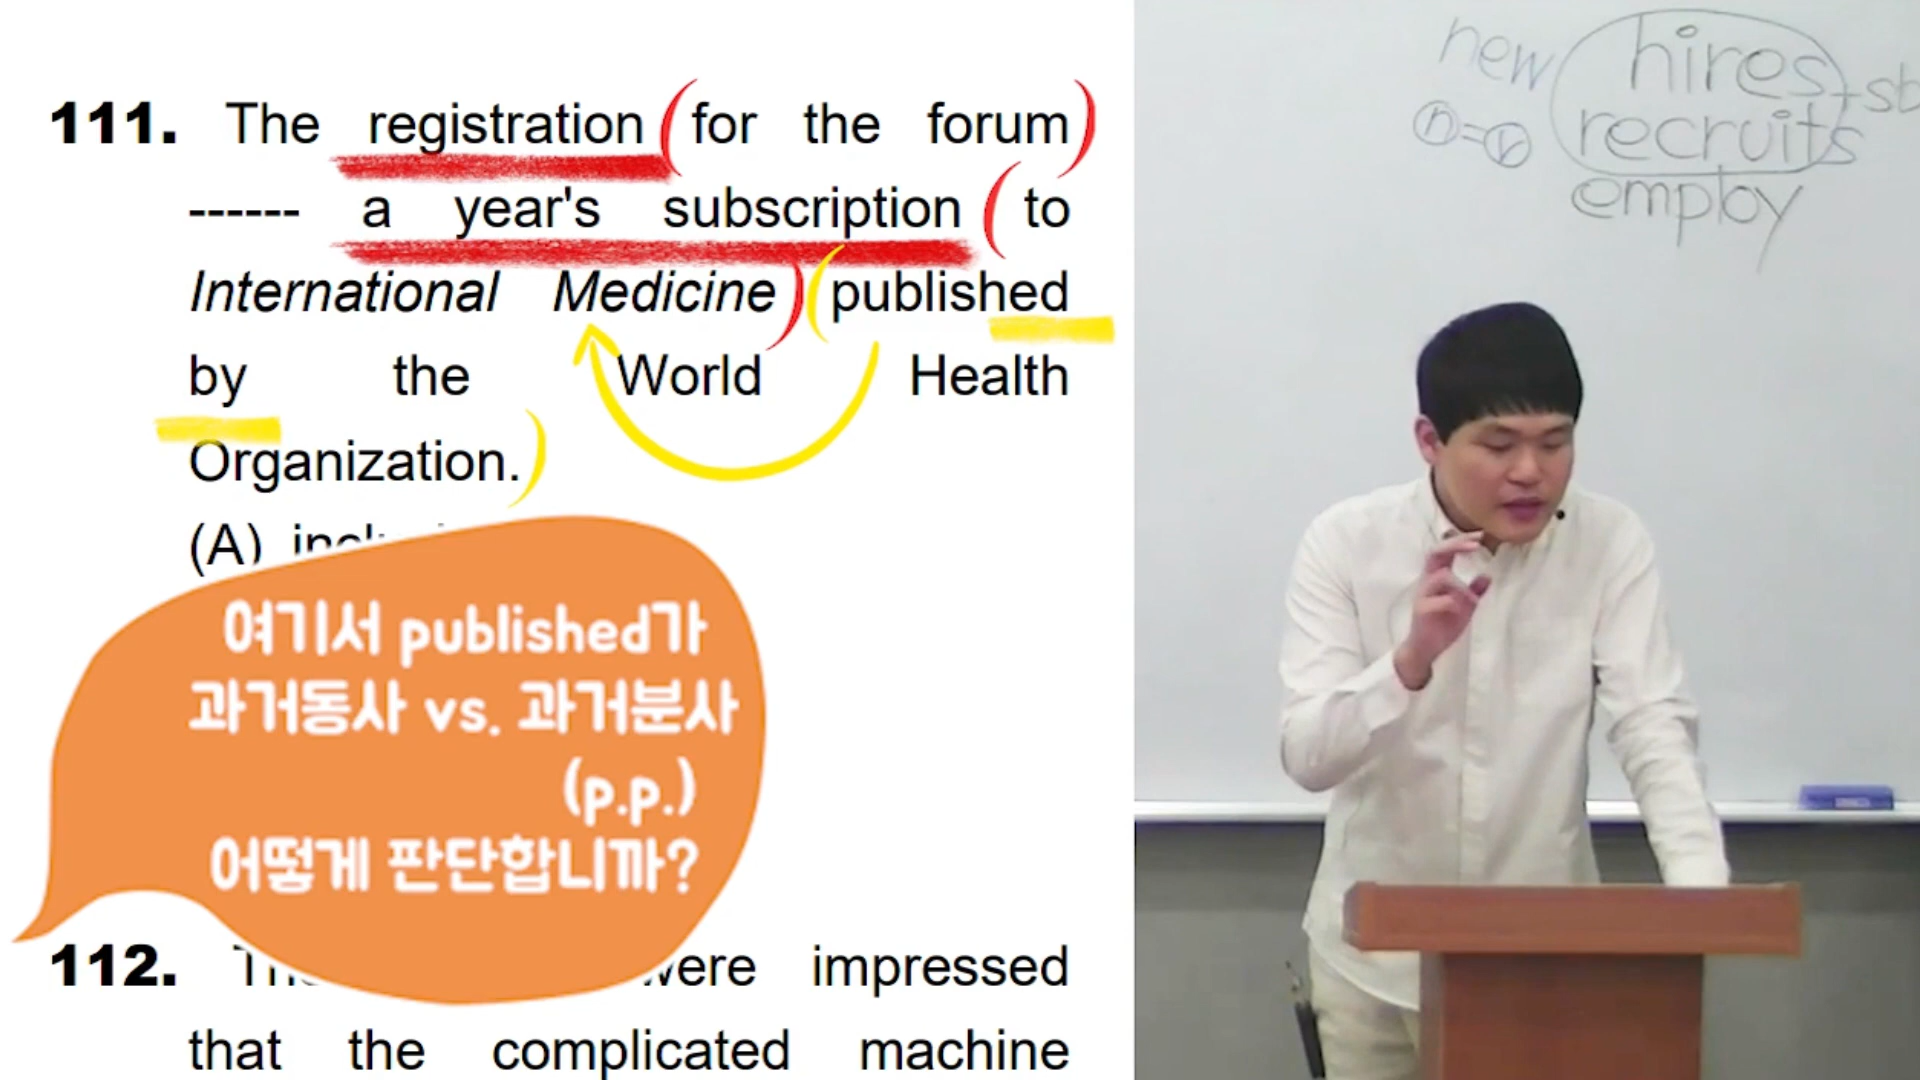 111. The registration (for the forum)
------ a year's subscription (to
International Medicine) (published
by the World Health
Organization.)
(A)
여기서 published가
과거동사 vs. 과거분사
(p.p.)
어떻게 판단합니까?
112. were impressed
that the complicated machine
new hires
n=v recruits
employ